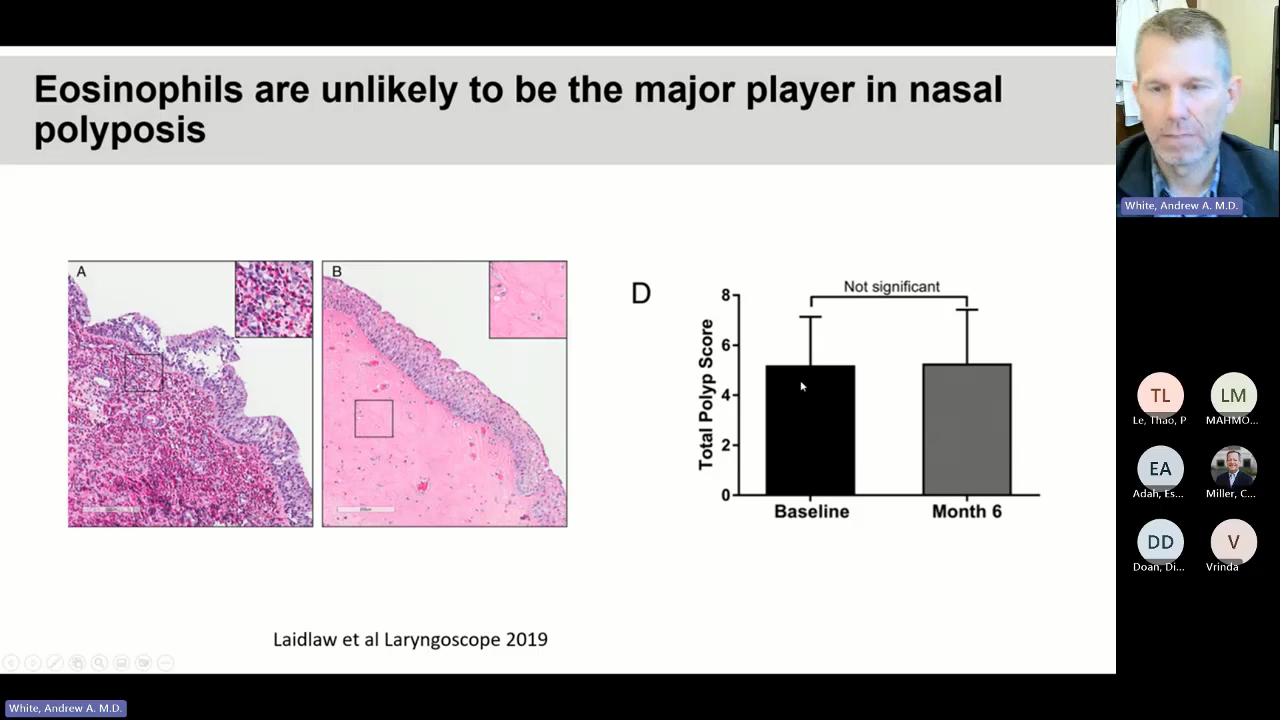 Eosinophils are unlikely to be the major player in nasal
polyposis
A
B
D
Not significant
8
6
4
2
0
Total Polyp Score
Baseline
Month 6
Laidlaw et al Laryngoscope 2019
White, Andrew A. M.D.
TL
Le, Thao, P
LM
MAHMO...
EA
Adah, Es...
Miller, C...
DD
Doan, Di...
V
Vrinda
White, Andrew A. M.D.